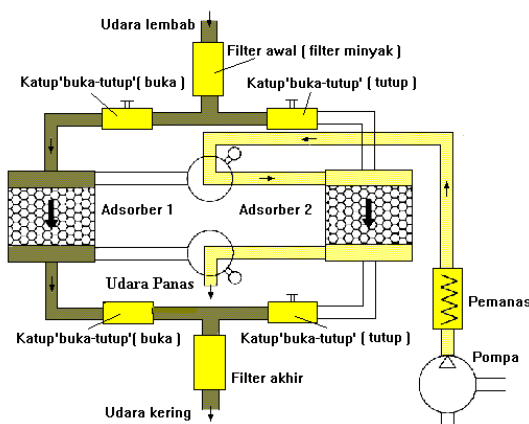 Udara lembab
Filter awal ( filter minyak )
Katup'buka-tutup'( buka )
Katup'buka-tutup' ( tutup )
Adsorber 1
Adsorber 2
Udara Panas
Pemanas
Katup'buka-tutup'( buka )
Katup'buka-tutup' ( tutup )
Pompa
Filter akhir
Udara kering